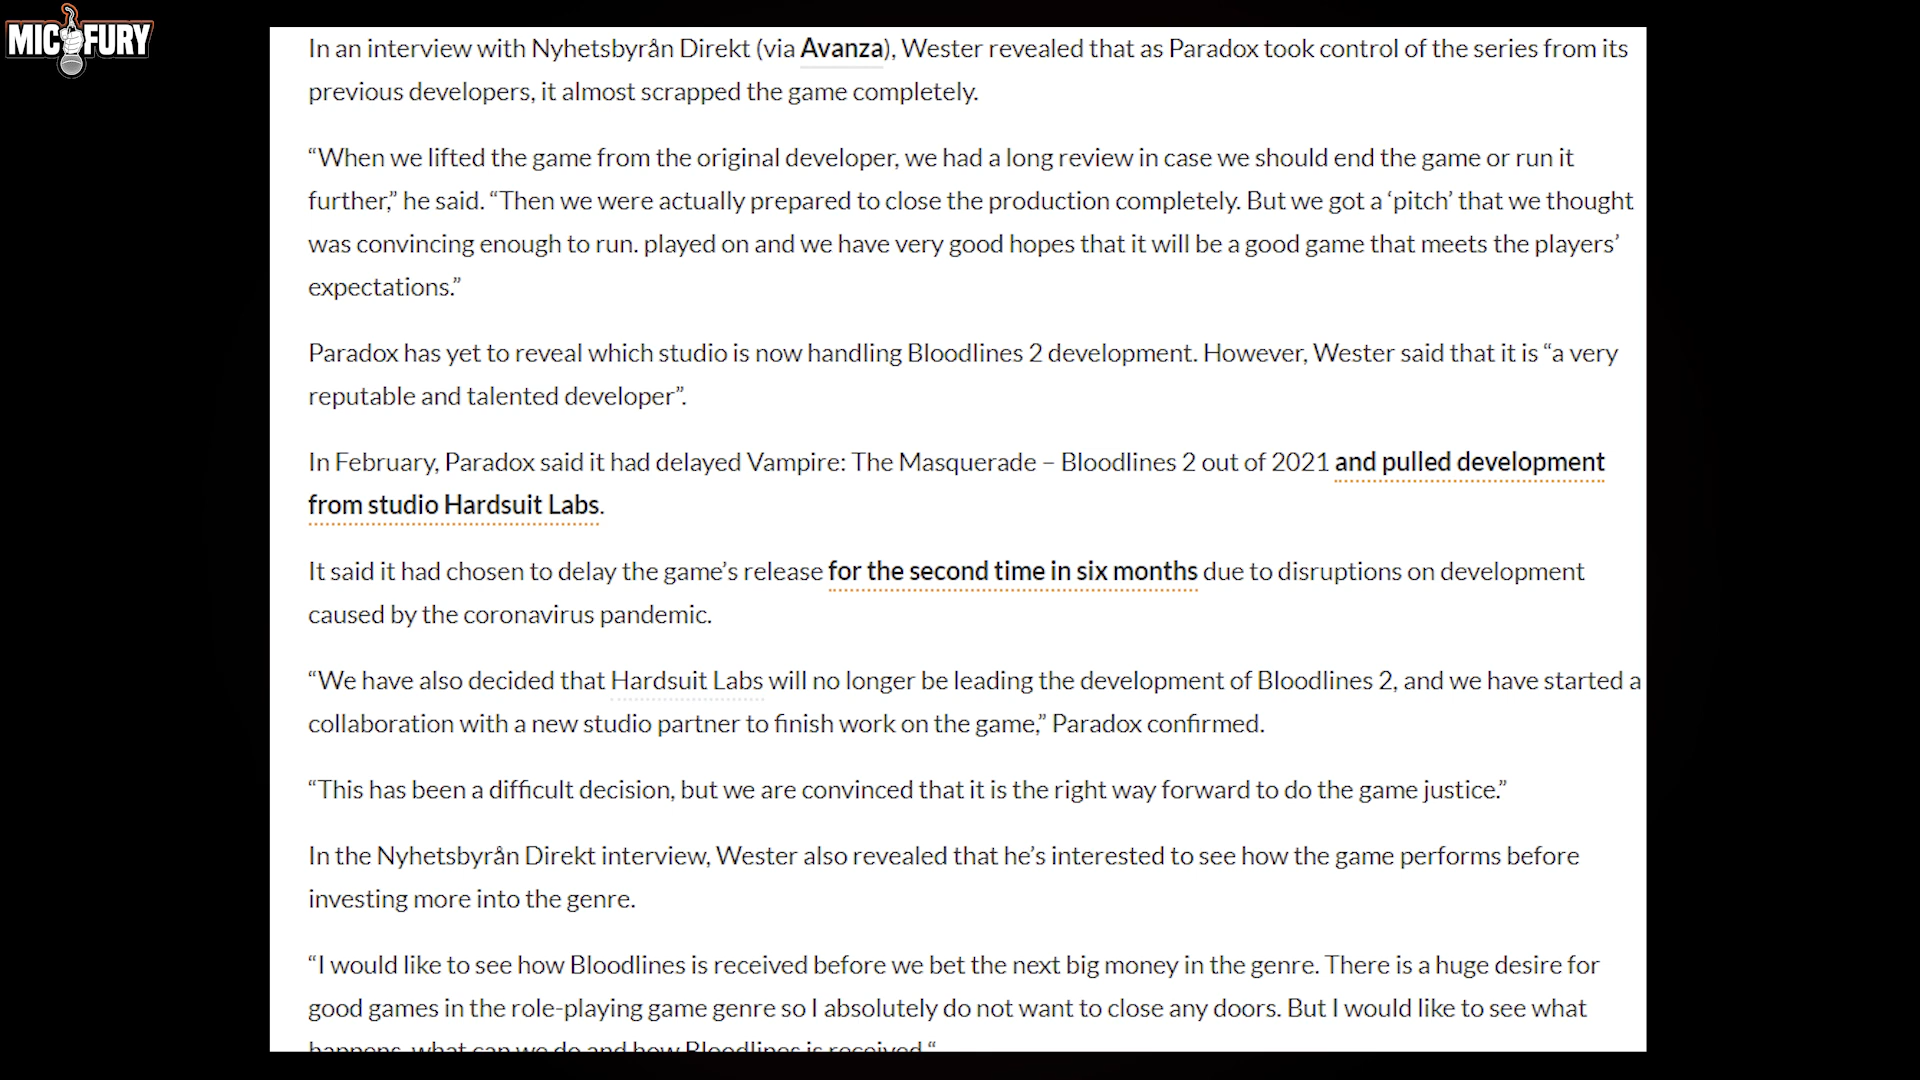 MIC FURY
In an interview with Nyhetsbyrån Direkt (via Avanza), Wester revealed that as Paradox took control of the series from its
previous developers, it almost scrapped the game completely.
“When we lifted the game from the original developer, we had a long review in case we should end the game or run it
further,” he said. “Then we were actually prepared to close the production completely. But we got a ‘pitch’ that we thought
was convincing enough to run. played on and we have very good hopes that it will be a good game that meets the players’
expectations.”
Paradox has yet to reveal which studio is now handling Bloodlines 2 development. However, Wester said that it is “a very
reputable and talented developer”.
In February, Paradox said it had delayed Vampire: The Masquerade – Bloodlines 2 out of 2021 and pulled development
from studio Hardsuit Labs.
It said it had chosen to delay the game’s release for the second time in six months due to disruptions on development
caused by the coronavirus pandemic.
“We have also decided that Hardsuit Labs will no longer be leading the development of Bloodlines 2, and we have started a
collaboration with a new studio partner to finish work on the game,” Paradox confirmed.
“This has been a difficult decision, but we are convinced that it is the right way forward to do the game justice.”
In the Nyhetsbyrån Direkt interview, Wester also revealed that he’s interested to see how the game performs before
investing more into the genre.
“I would like to see how Bloodlines is received before we bet the next big money in the genre. There is a huge desire for
good games in the role-playing game genre so I absolutely do not want to close any doors. But I would like to see what
happens, what can we do and how Bloodlines is received.“